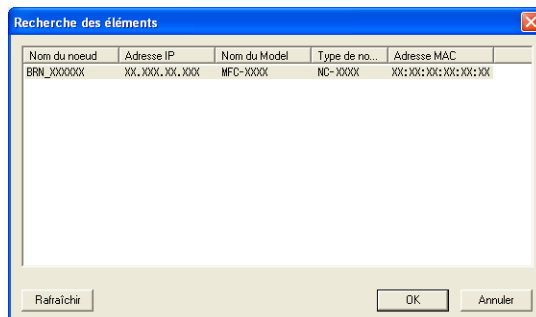 Recherche des éléments
Nom du noeud Adresse IP Nom du Model Type de no... Adresse MAC
BRN_XXXXXX XX.XXX.XX.XXX MFC-XXXX NC-XXXX XX:XX:XX:XX:XX:XX
Rafraîchir OK Annuler